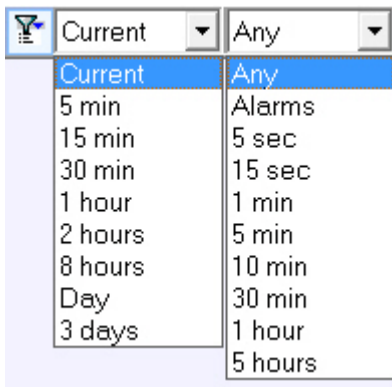 Current Any
Current Any
5 min Alarms
15 min 5 sec
30 min 15 sec
1 hour 1 min
2 hours 5 min
8 hours 10 min
Day 30 min
3 days 1 hour
5 hours